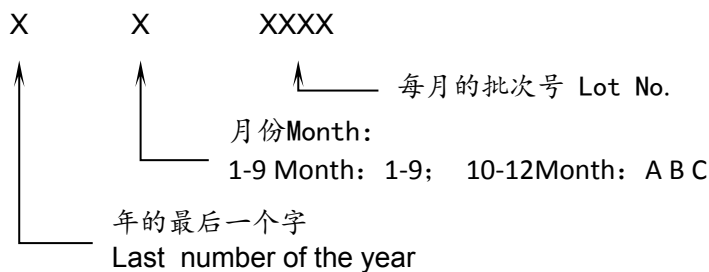 X X XXXX
每月的批次号 Lot No.
月份Month：
1-9 Month：1-9； 10-12Month：A B C
年的最后一个字
Last number of the year